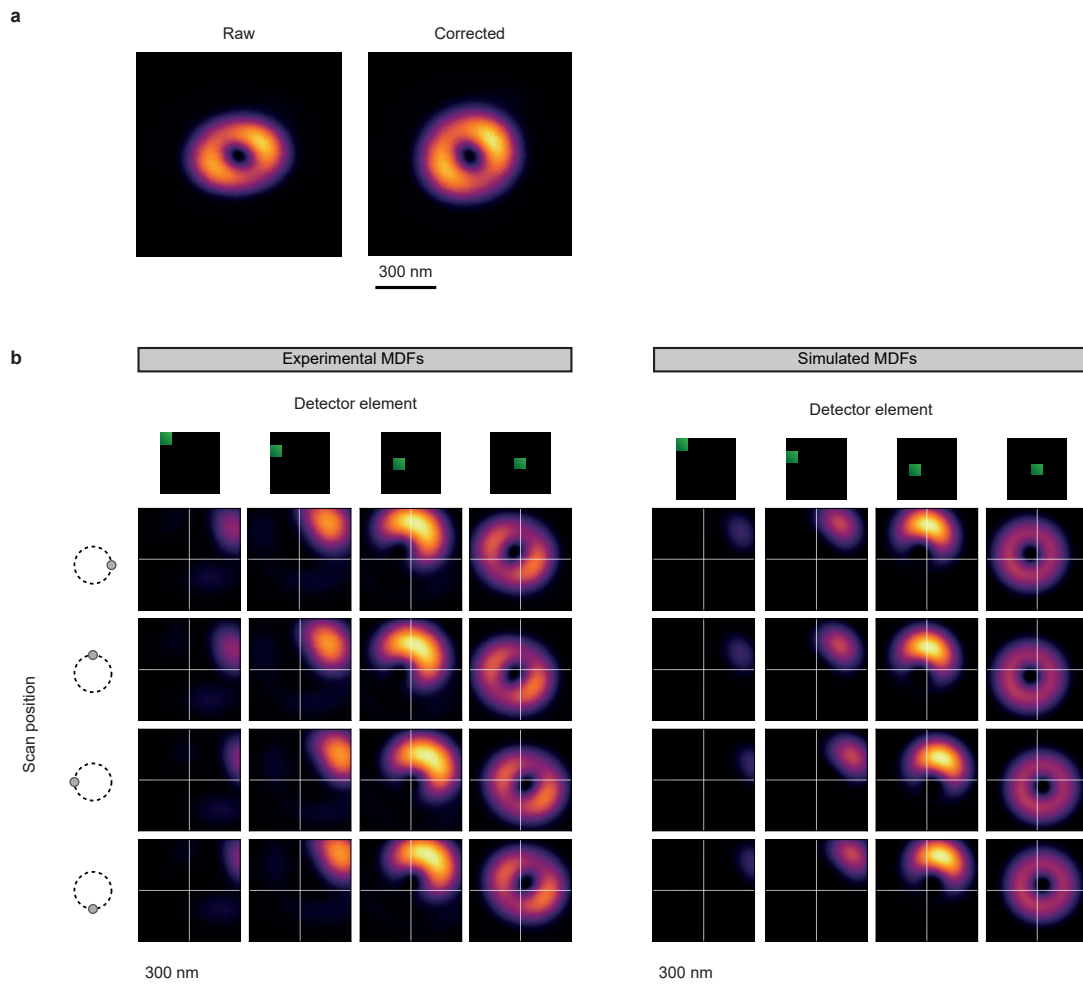 a
Raw
Corrected
300 nm
b
Experimental MDFs
Simulated MDFs
Detector element
Detector element
Scan position
300 nm
300 nm